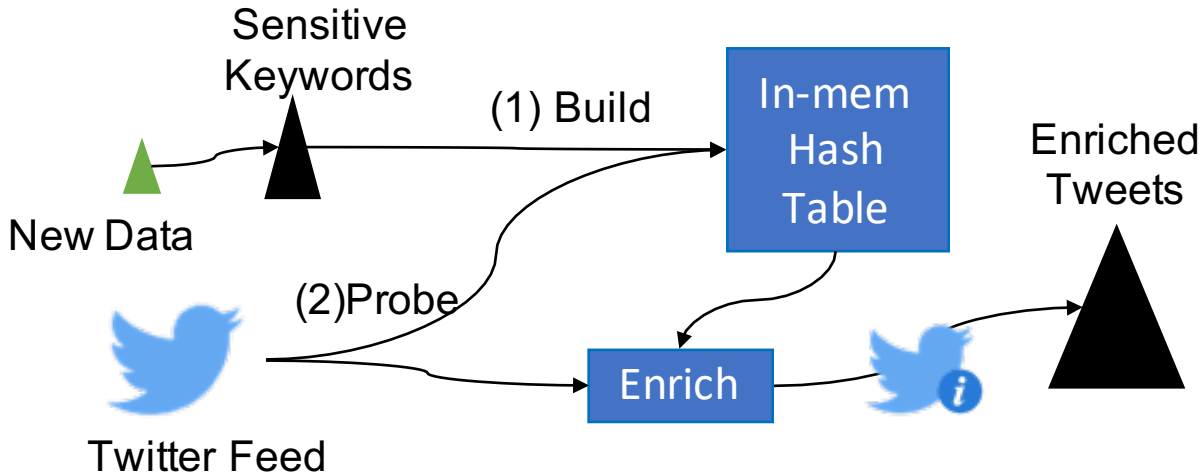 Sensitive
Keywords
(1) Build
In-mem
Hash
Table
Enriched
Tweets
New Data
(2)Probe
Enrich
i
Twitter Feed